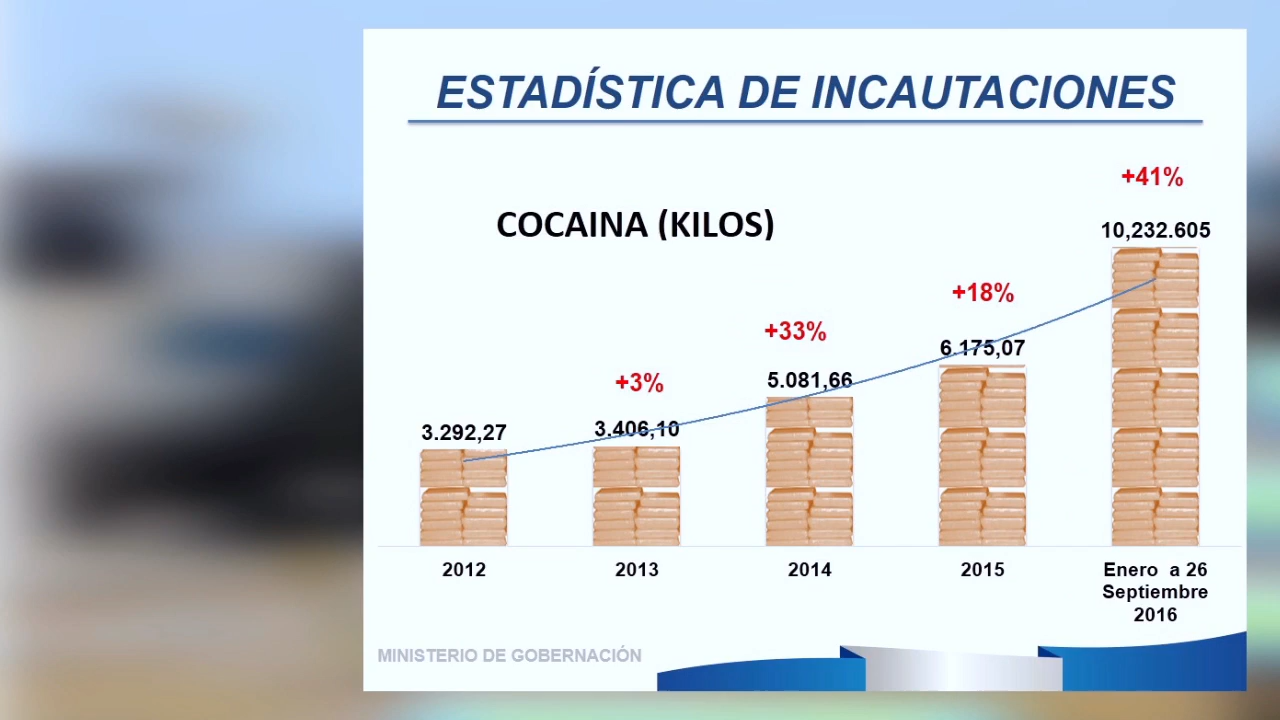 ESTADÍSTICA DE INCAUTACIONES
+41%
COCAINA (KILOS)
10,232.605
+18%
+33%
6.175,07
+3%
5.081,66
3.292,27
3.406,10
2012
2013
2014
2015
Enero a 26
Septiembre
2016
MINISTERIO DE GOBERNACIÓN